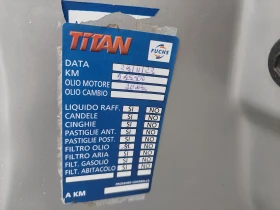 TITAN
FUCHS
DATA
KM
OLIO MOTORE
OLIO CAMBIO
LIQUIDO RAFF. SI NO
CANDELE SI NO
CINGHIE SI NO
PASTIGLIE ANT. SI NO
PASTIGLIE POST. SI NO
FILTRO OLIO SI NO
FILTRO ARIA SI NO
FILT. GASOLIO SI NO
FILT. ABITACOLO SI NO
A KM